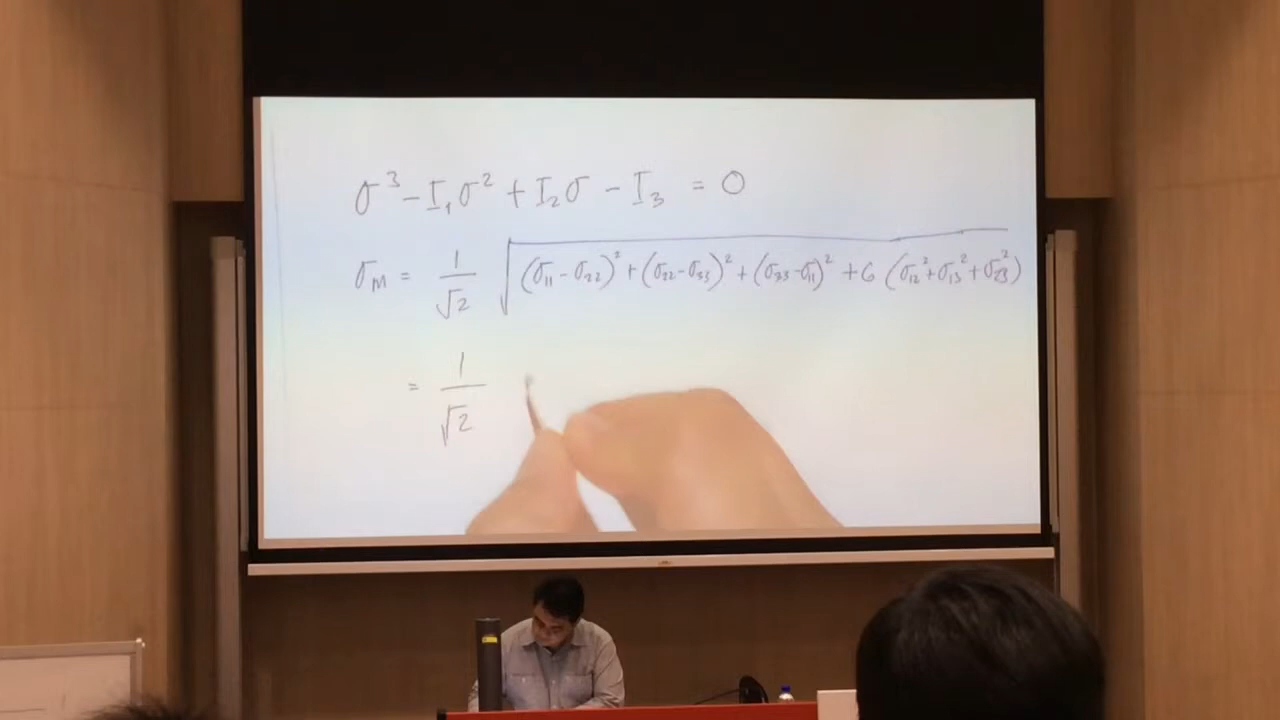 σ³ - I₁σ² + I₂σ - I₃ = 0
σ_M = 1/√2 √((σ₁₁ - σ₂₂)² + (σ₂₂ - σ₃₃)² + (σ₃₃ - σ₁₁)² + 6 (σ₁₂² + σ₁₃² + σ₂₃²))
= 1/√2